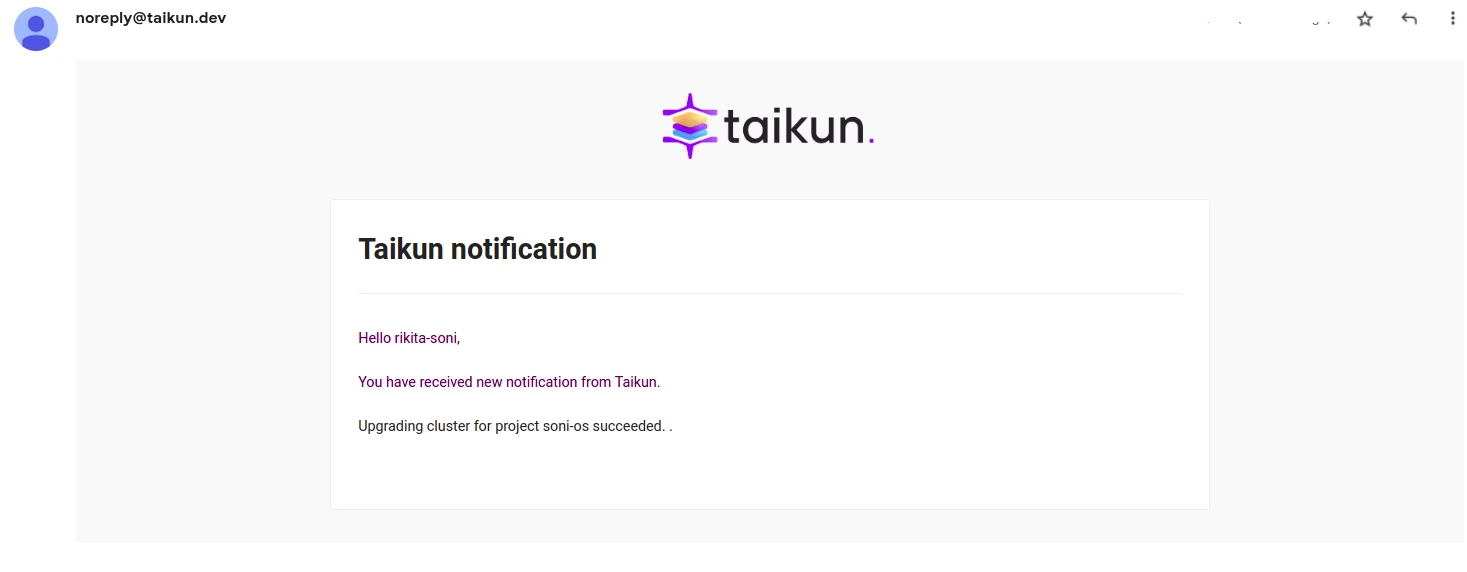 noreply@taikun.dev
taikun.
Taikun notification
Hello rikita-soni,
You have received new notification from Taikun.
Upgrading cluster for project soni-os succeeded. .